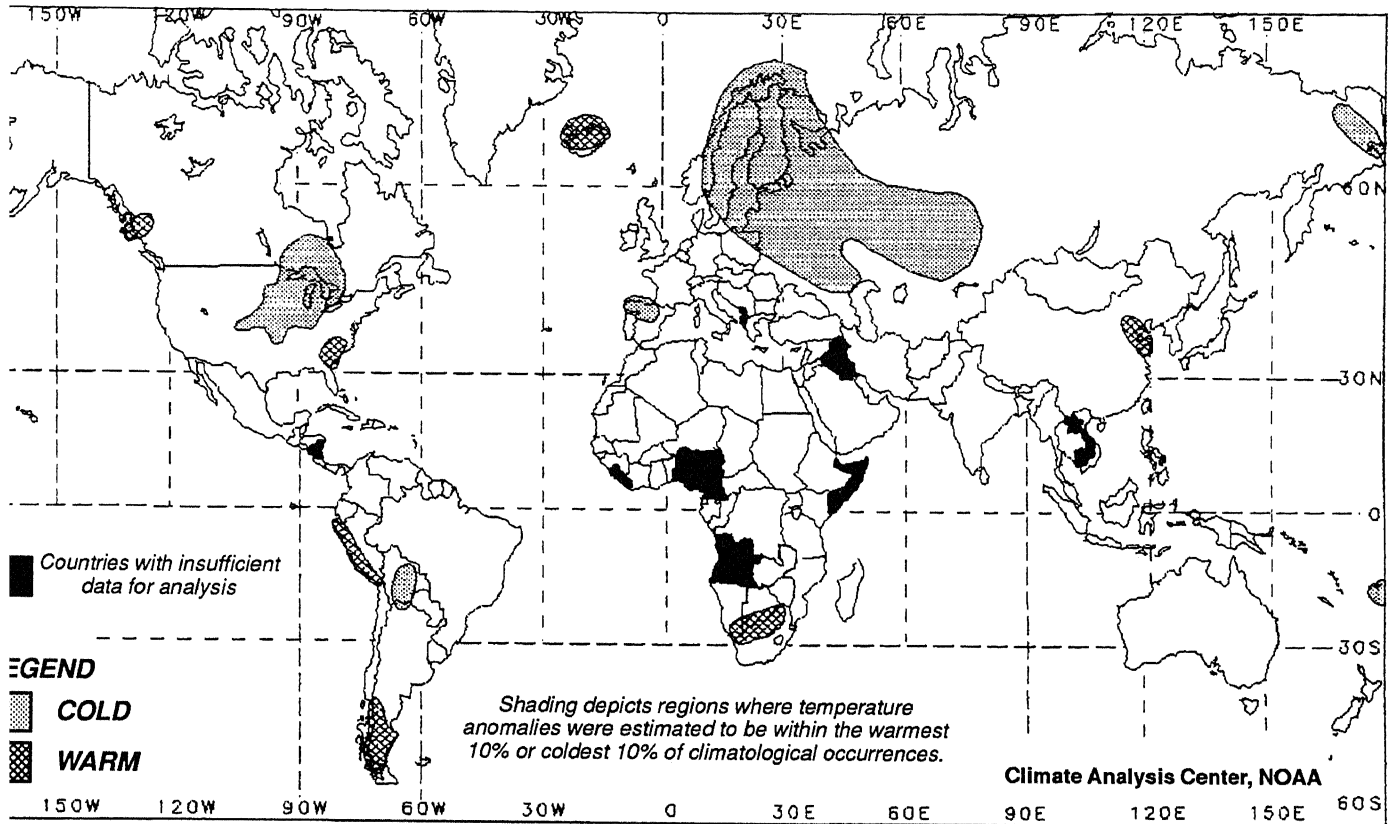 150W 120W 90W 60W 30W 0 30E 60E 90E 120E 150E
60N
30N
0
Countries with insufficient
data for analysis
30S
EGEND
COLD
WARM
Shading depicts regions where temperature
anomalies were estimated to be within the warmest
10% or coldest 10% of climatological occurrences.
Climate Analysis Center, NOAA
60S
150W 120W 90W 60W 30W 0 30E 60E 90E 120E 150E